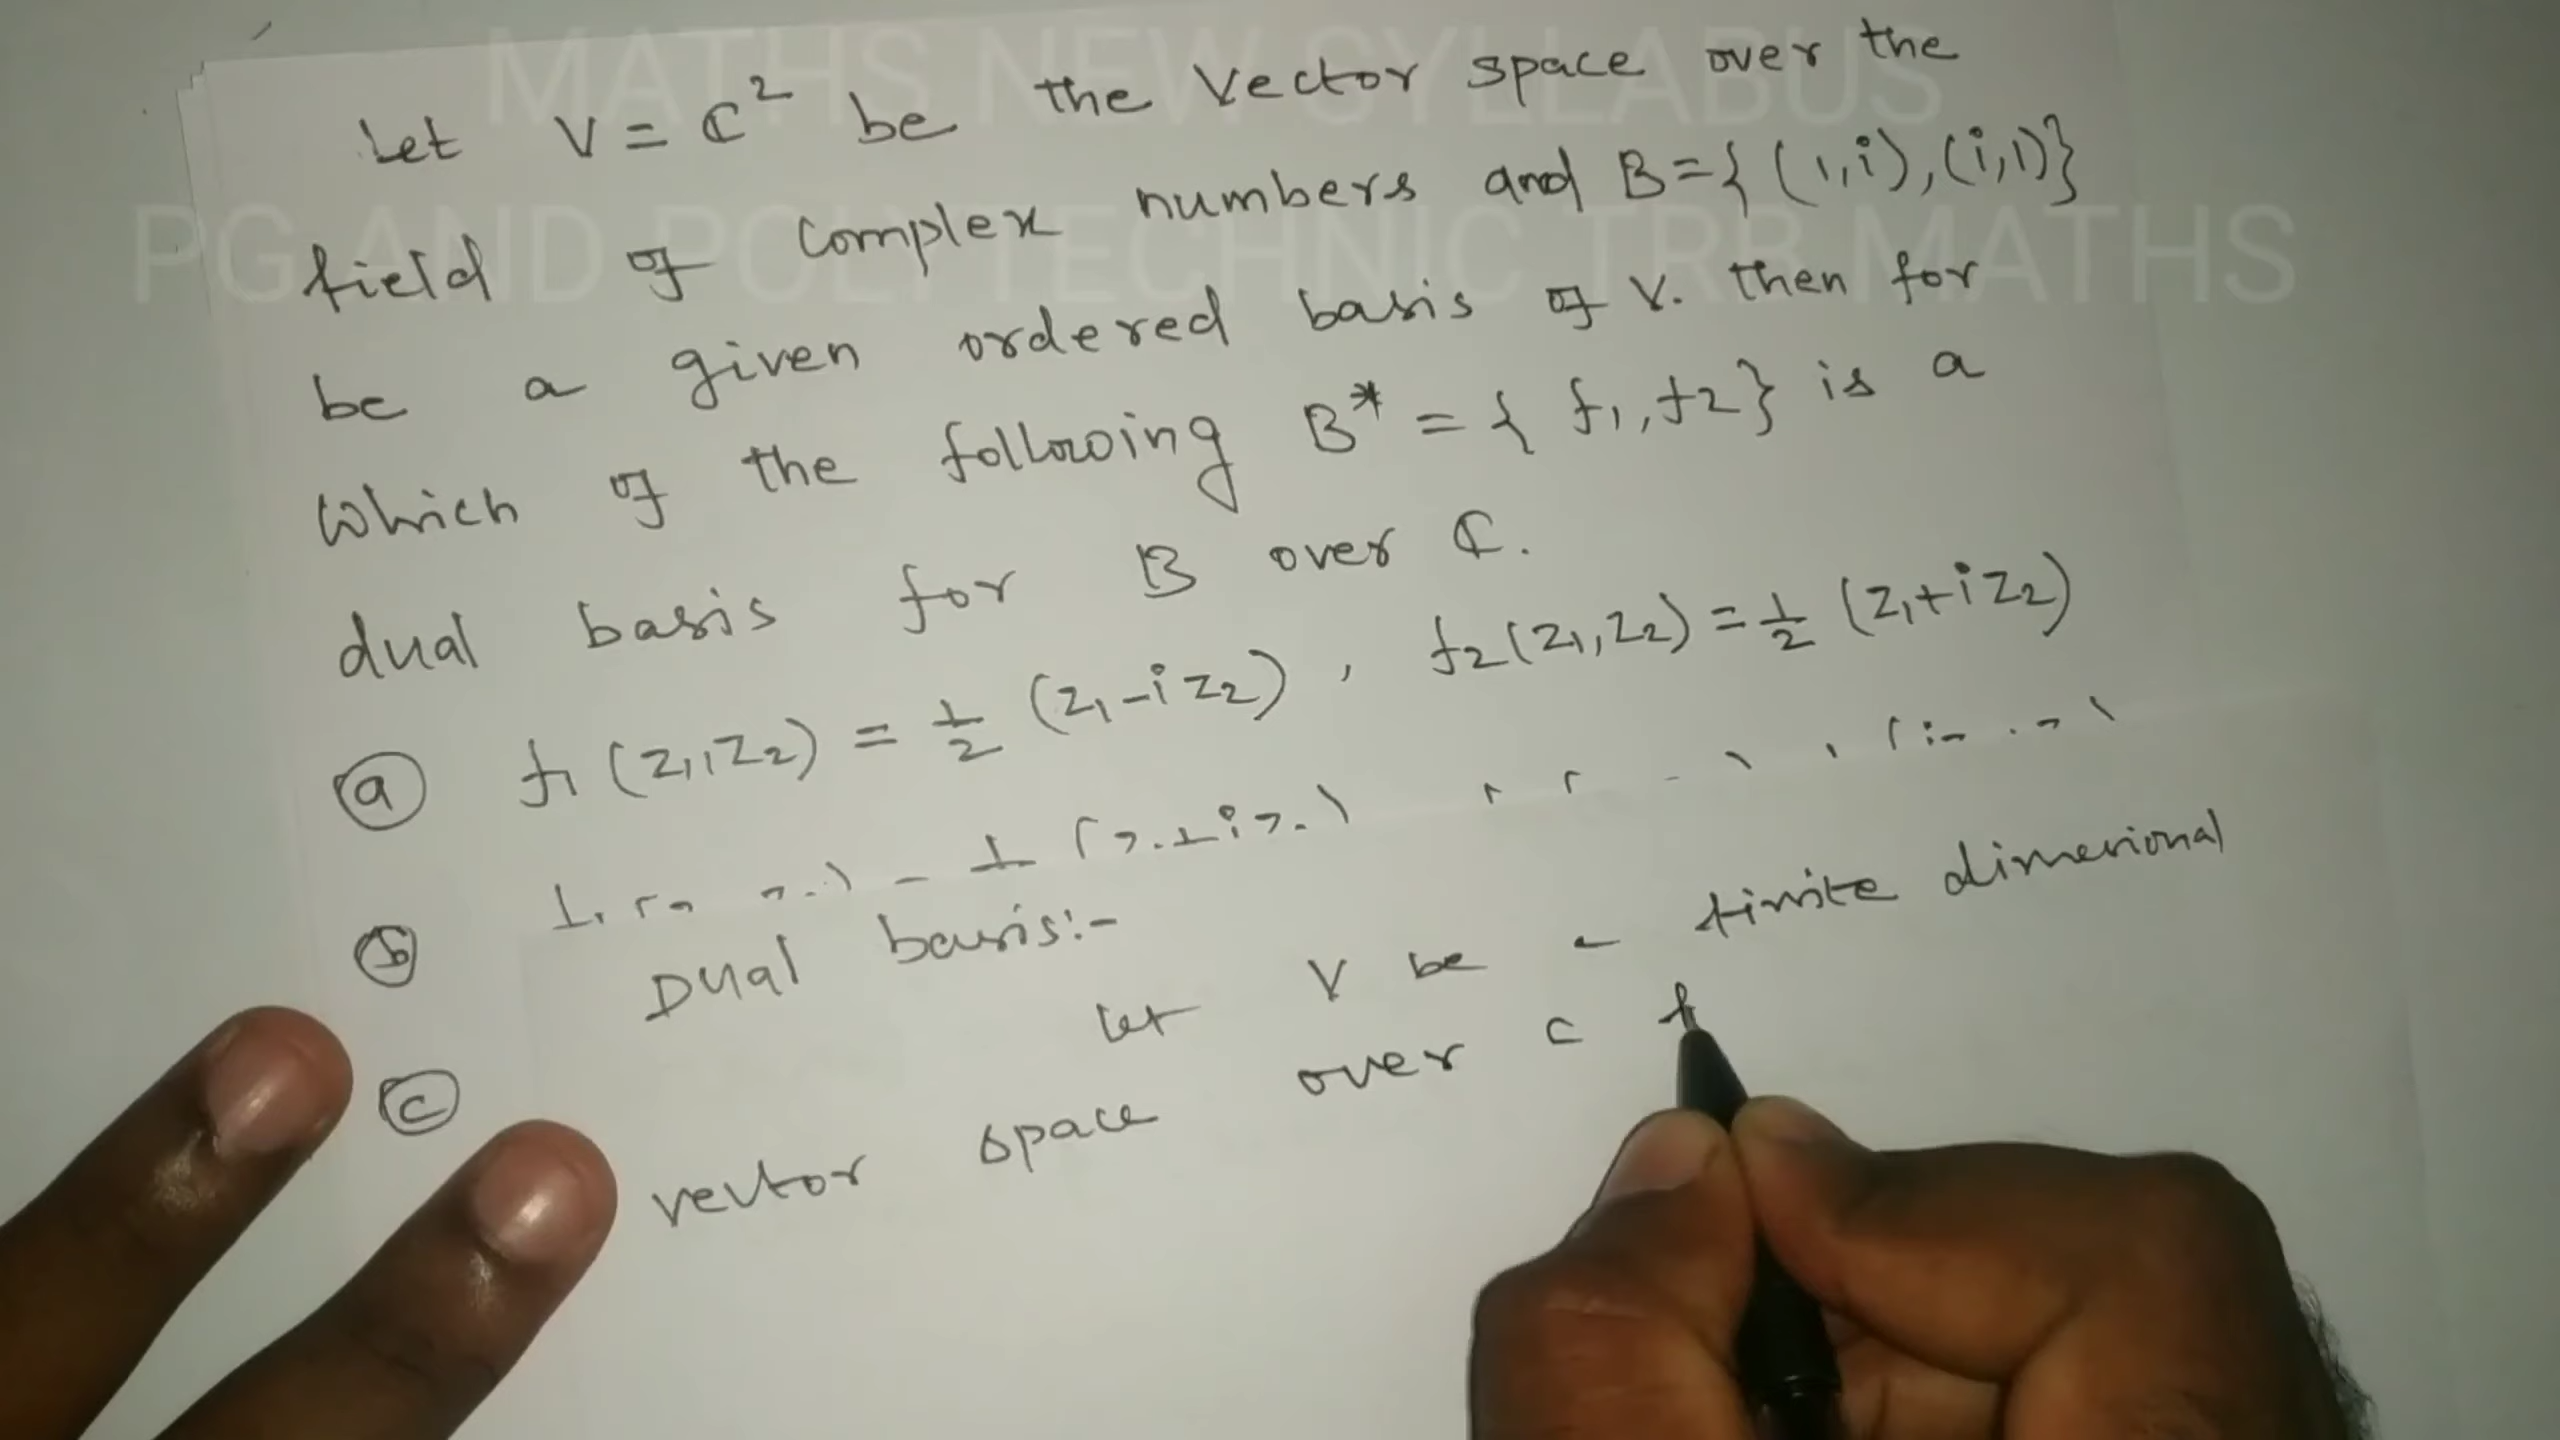 MATHS NEW SYLLABUS
PG AND POLYTECHNIC TRB MATHS
Let V = ℂ² be the Vector space over the
field of Complex numbers and B={(1,i),(i,1)}
be a given ordered basis of V. then for
which of the following B* = { f1, f2} is a
dual basis for B over ℂ.
ⓐ f1 (z1, z2) = 1/2 (z1 - i z2), f2(z1, z2) = 1/2 (z1 + i z2)
ⓑ
Dual basis:-
ⓒ
Let V be a finite dimensional
vector space over